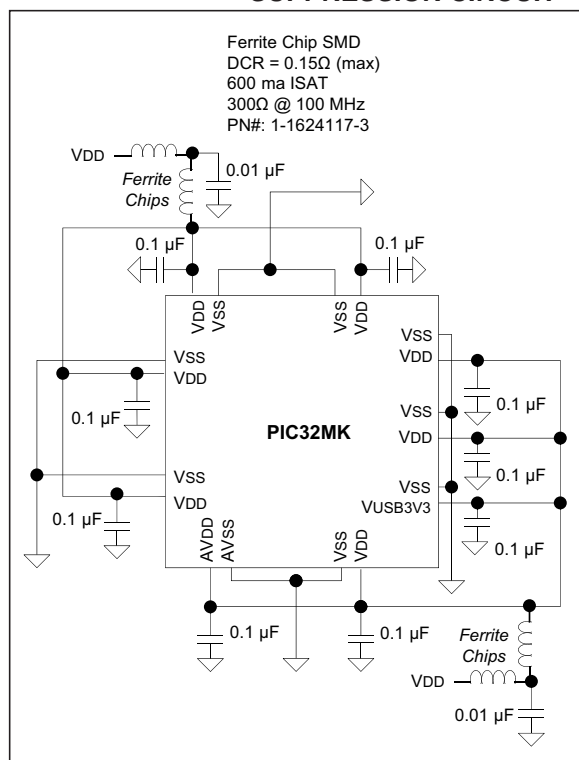 Ferrite Chip SMD
DCR = 0.15Ω (max)
600 ma ISAT
300Ω @ 100 MHz
PN#: 1-1624117-3
VDD
0.01 µF
Ferrite
Chips
0.1 µF
0.1 µF
VDD
VSS
VSS
VDD
VSS
VDD
VSS
VDD
0.1 µF
0.1 µF
VSS
PIC32MK
VDD
0.1 µF
VSS
VSS
VDD
VUSB3V3
0.1 µF
0.1 µF
AVDD
AVSS
VSS
VDD
0.1 µF
0.1 µF
Ferrite
Chips
VDD
0.01 µF